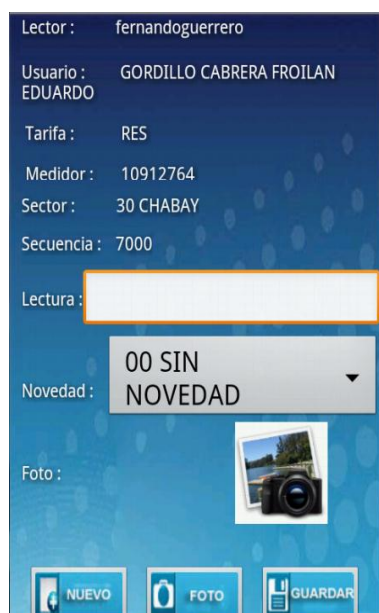 Lector : fernandoguerrero
Usuario : GORDILLO CABRERA FROILAN
EDUARDO
Tarifa : RES
Medidor : 10912764
Sector : 30 CHABAY
Secuencia : 7000
Lectura :
00 SIN
Novedad : NOVEDAD
Foto :
NUEVO FOTO GUARDAR